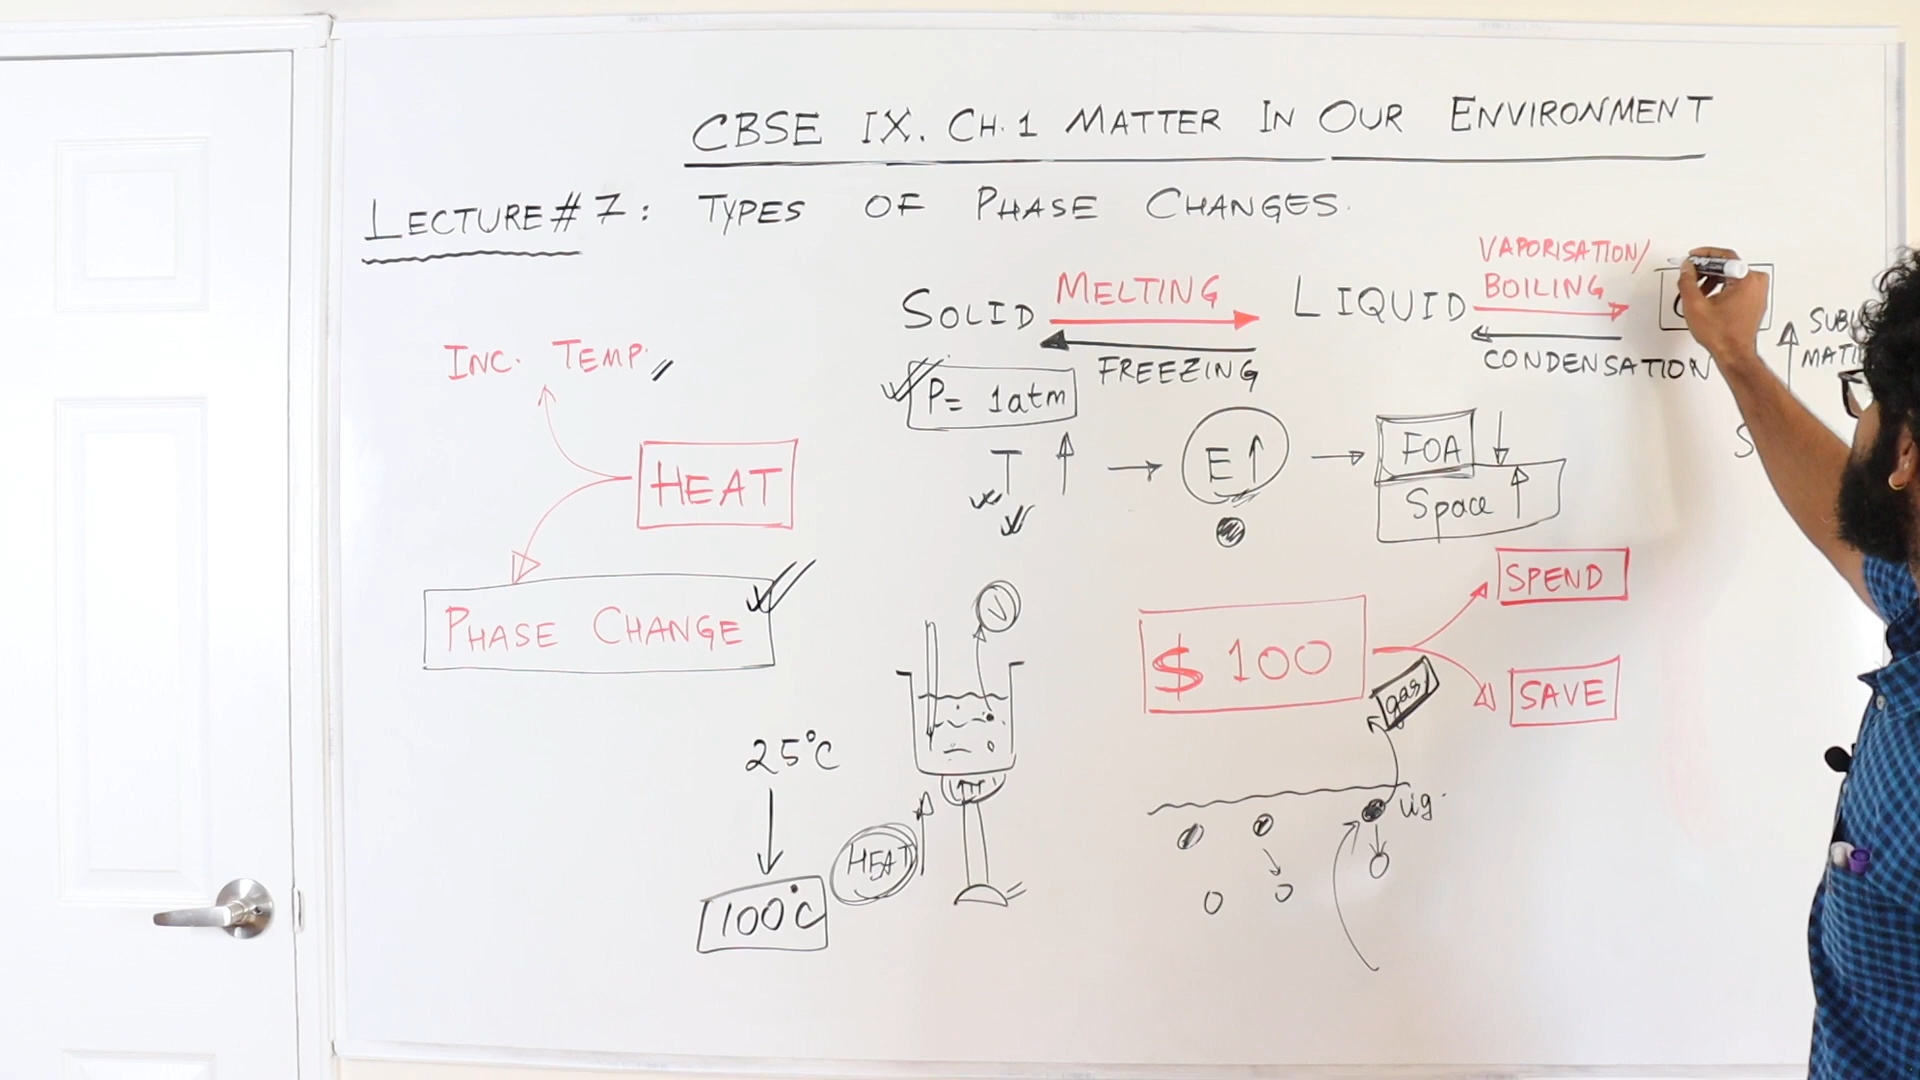 CBSE IX. CH.1 MATTER IN OUR ENVIRONMENT
LECTURE# 7: TYPES OF PHASE CHANGES.
SOLID
MELTING
FREEZING
LIQUID
VAPORISATION/
BOILING
CONDENSATION
INC. TEMP.
HEAT
PHASE CHANGE
P= 1atm
T
E
FOA
Space
$ 100
SPEND
SAVE
25°C
100°C
HEAT
gas
liq.